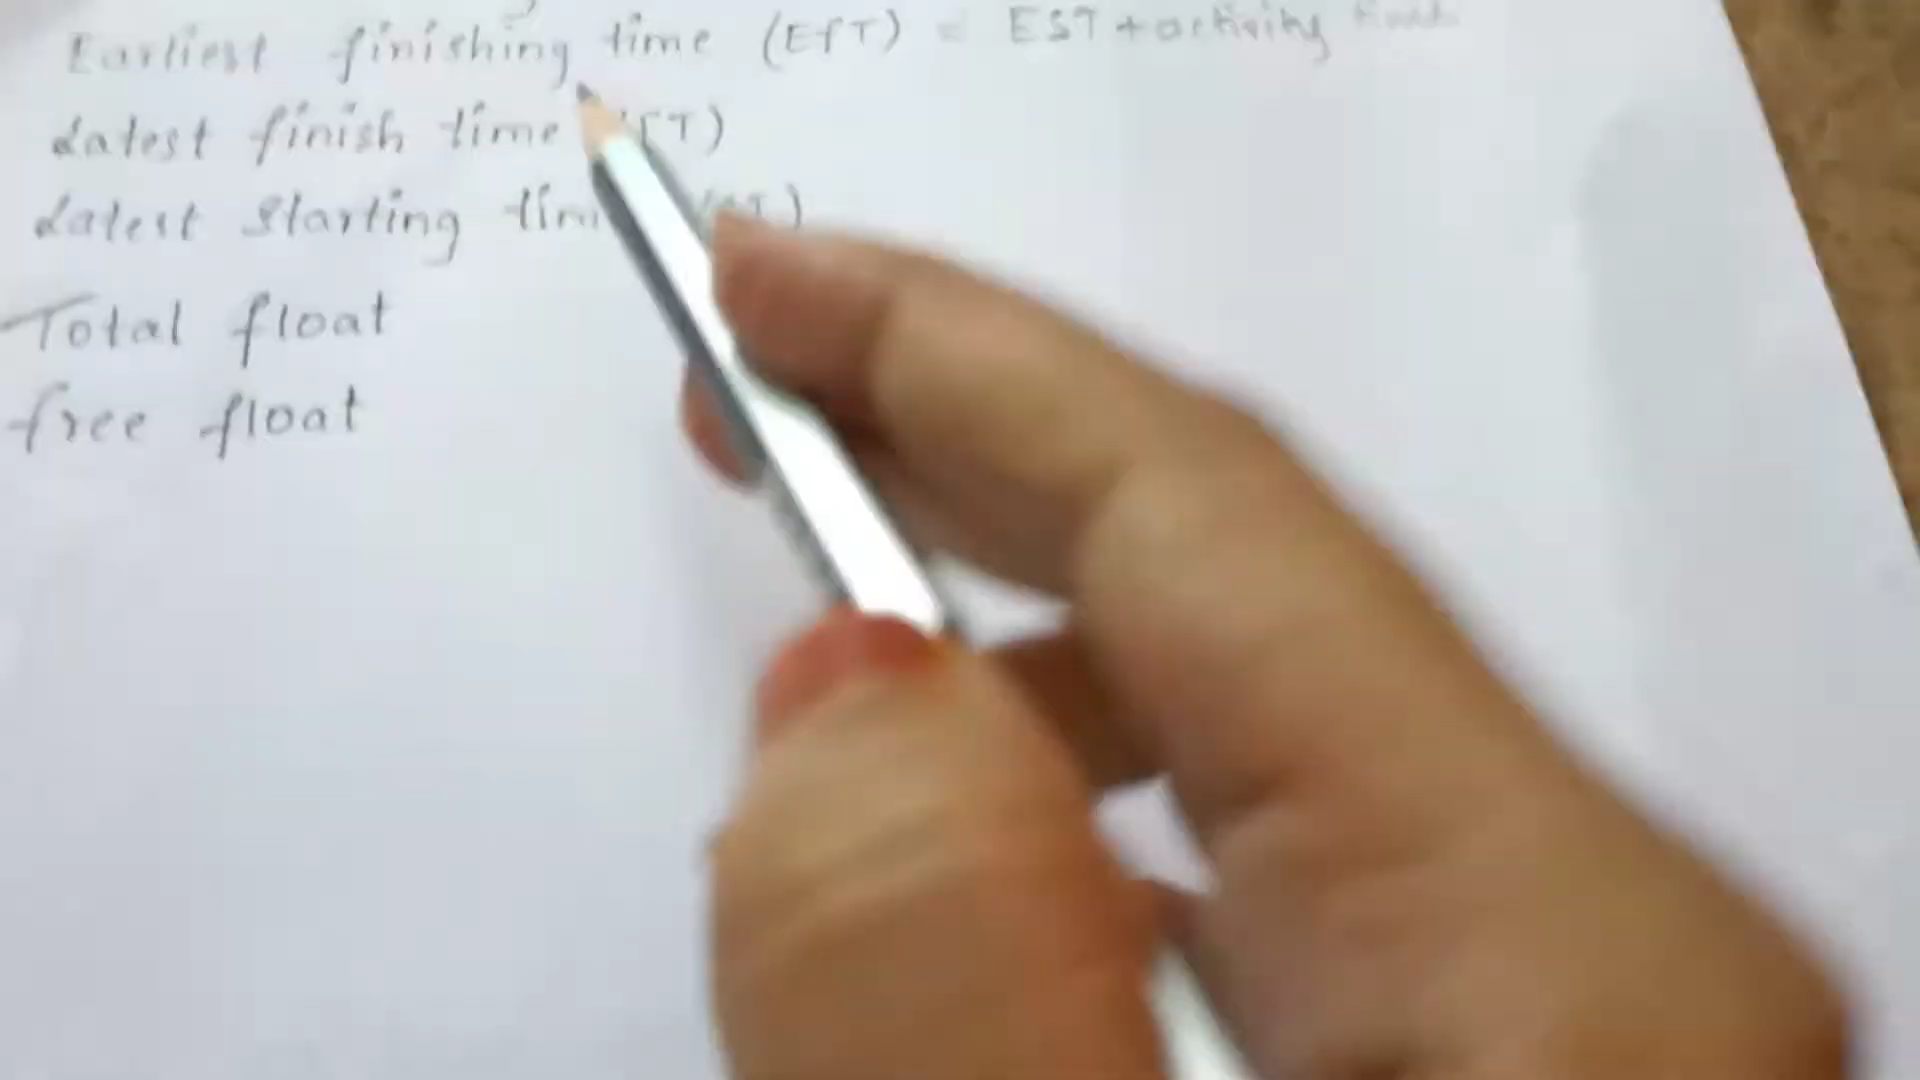 Earliest finishing time (EFT) = EST + activity
Latest finish time
Latest starting
Total float
free float